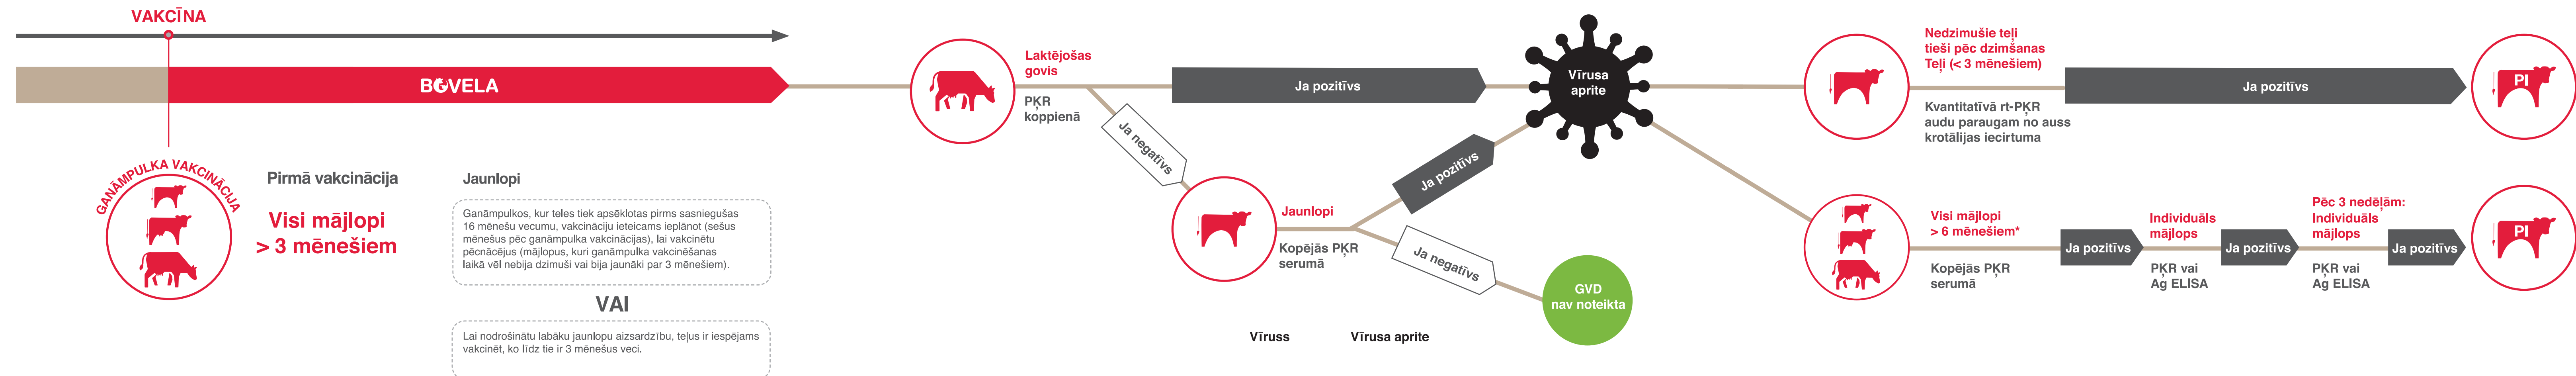 VAKCĪNA
BOVELA
GANĀMPULKA VAKCINĀCIJA
Pirmā vakcinācija
Visi mājlopi
> 3 mēnešiem
Jaunlopi
Ganāmpulkos, kur teles tiek apsēklotas pirms sasniegušas
16 mēnešu vecumu, vakcināciju ieteicams ieplānot (sešus
mēnešus pēc ganāmpulka vakcinācijas), lai vakcinētu
pēcnācējus (mājlopus, kuri ganāmpulka vakcinēšanas
laikā vēl nebija dzimuši vai bija jaunāki par 3 mēnešiem).
VAI
Lai nodrošinātu labāku jaunlopu aizsardzību, teļus ir iespējams
vakcinēt, ko līdz tie ir 3 mēnešus veci.
Laktējošas
govis
PĶR
koppienā
Ja pozitīvs
Ja negatīvs
Jaunlopi
Kopējās PĶR
serumā
Ja pozitīvs
Ja negatīvs
Vīrusa
aprite
GVD
nav noteikta
Vīruss
Vīrusa aprite
Nedzimušie teļi
tieši pēc dzimšanas
Teļi (< 3 mēnešiem)
Kvantitatīvā rt-PĶR
audu paraugam no auss
krotālijas iecirtuma
Ja pozitīvs
PI
Visi mājlopi
> 6 mēnešiem*
Kopējās PĶR
serumā
Ja pozitīvs
Individuāls
mājlops
PĶR vai
Ag ELISA
Ja pozitīvs
Pēc 3 nedēļām:
Individuāls
mājlops
PĶR vai
Ag ELISA
Ja pozitīvs
PI